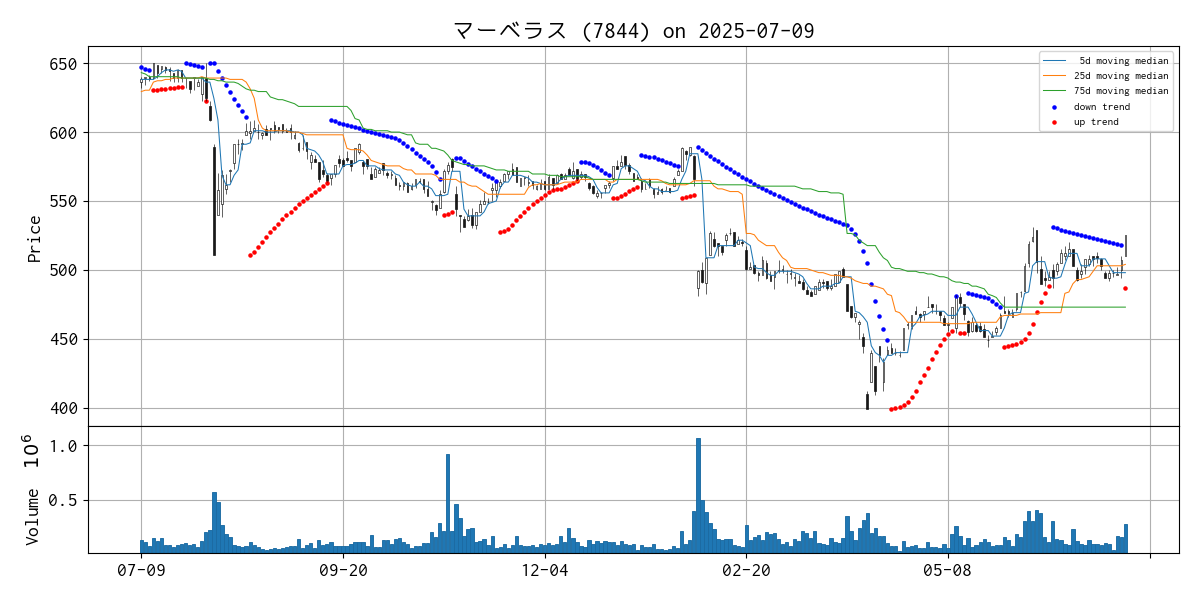 マーベラス (7844) on 2025-07-09
650
600
550
500
450
400
Price
5d moving median
25d moving median
75d moving median
down trend
up trend
1.0
0.5
Volume 10^6
07-09
09-20
12-04
02-20
05-08